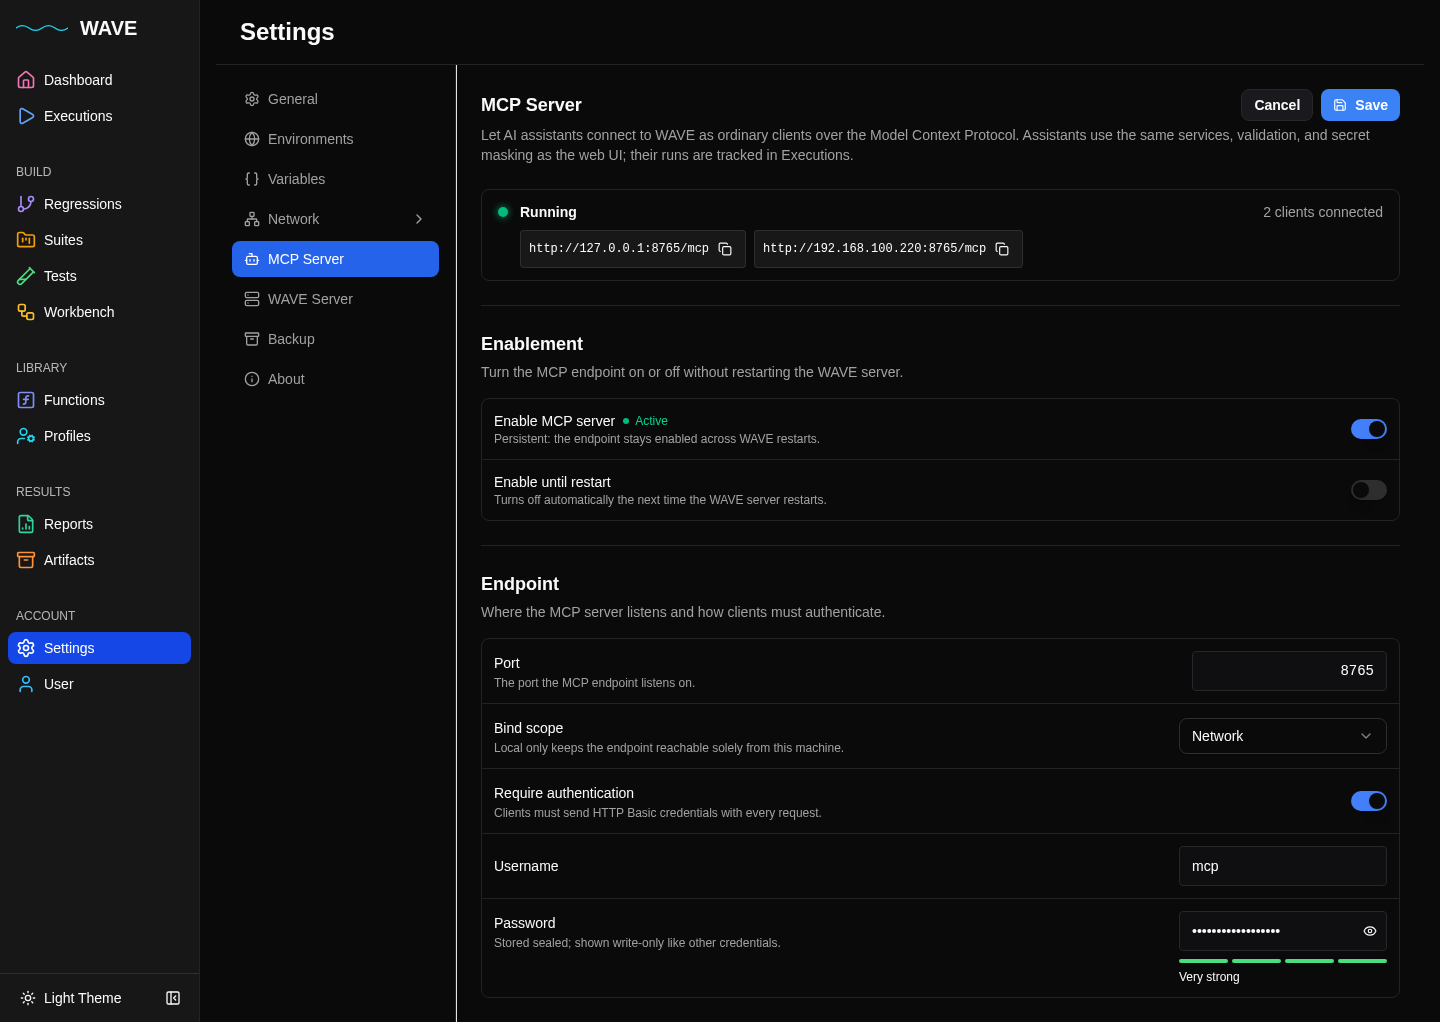 WAVE
Dashboard
Executions
BUILD
Regressions
Suites
Tests
Workbench
LIBRARY
Functions
Profiles
RESULTS
Reports
Artifacts
ACCOUNT
Settings
User
Light Theme
Settings
General
Environments
Variables
Network
MCP Server
WAVE Server
Backup
About
MCP Server
Cancel
Save
Let AI assistants connect to WAVE as ordinary clients over the Model Context Protocol. Assistants use the same services, validation, and secret
masking as the web UI; their runs are tracked in Executions.
Running
2 clients connected
http://127.0.0.1:8765/mcp
http://192.168.100.220:8765/mcp
Enablement
Turn the MCP endpoint on or off without restarting the WAVE server.
Enable MCP server
Active
Persistent: the endpoint stays enabled across WAVE restarts.
Enable until restart
Turns off automatically the next time the WAVE server restarts.
Endpoint
Where the MCP server listens and how clients must authenticate.
Port
The port the MCP endpoint listens on.
8765
Bind scope
Local only keeps the endpoint reachable solely from this machine.
Network
Require authentication
Clients must send HTTP Basic credentials with every request.
Username
mcp
Password
Stored sealed; shown write-only like other credentials.
••••••••••••••••••
Very strong